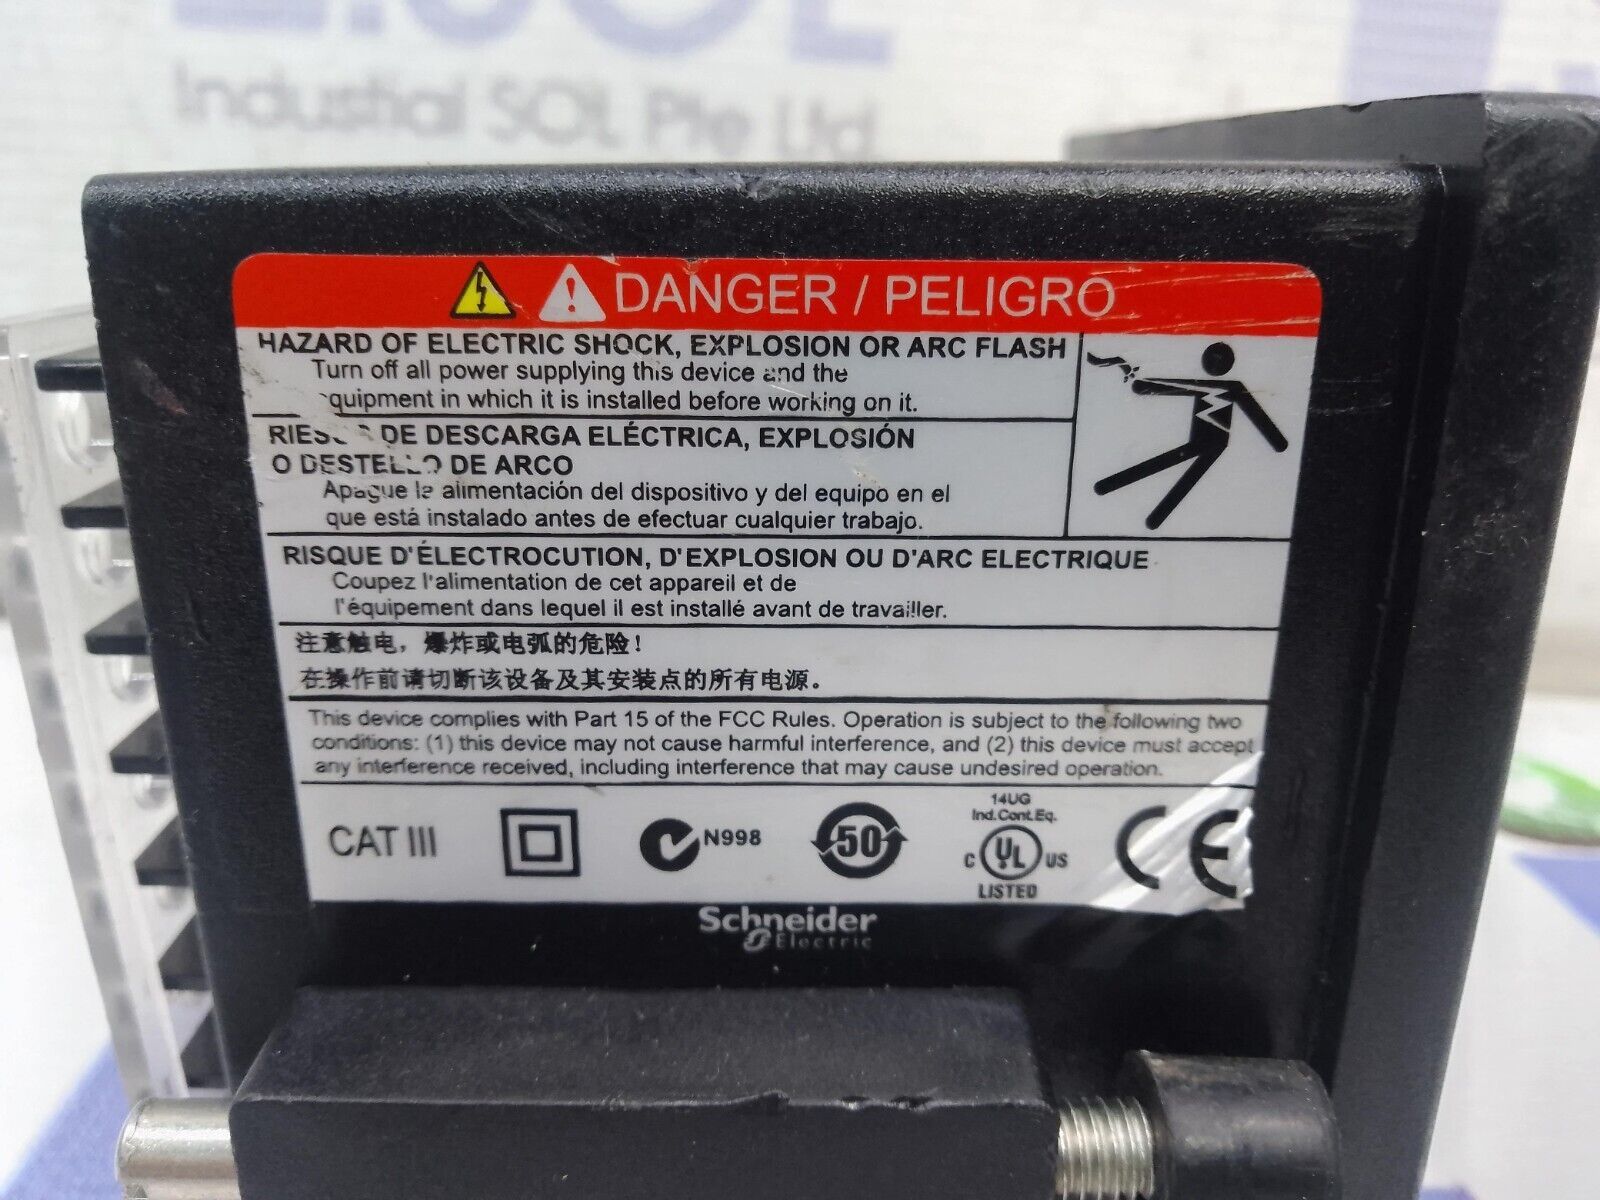 Industrial SOL Pte Ltd.
DANGER / PELIGRO
HAZARD OF ELECTRIC SHOCK, EXPLOSION OR ARC FLASH
Turn off all power supplying this device and the
equipment in which it is installed before working on it.
DE DESCARGA ELÉCTRICA, EXPLOSIÓN
O DESTELLO DE ARCO
Apague la alimentación del dispositivo y del equipo en el
que está instalado antes de efectuar cualquier trabajo.
RISQUE D'ÉLECTROCUTION, D'EXPLOSION OU D'ARC ELECTRIQUE
Coupez l'alimentation de cet appareil et de
l'équipement dans lequel il est installé avant de travailler.
注意触电，爆炸或电弧的危险！
在操作前请切断该设备及其安装点的所有电源。
This device complies with Part 15 of the FCC Rules. Operation is subject to the following two
conditions: (1) this device may not cause harmful interference, and (2) this device must accept
any interference received, including interference that may cause undesired operation.
14UG
Ind.Cont.Eq.
CAT III N998 50 C UL US CE
LISTED
Schneider
Electric